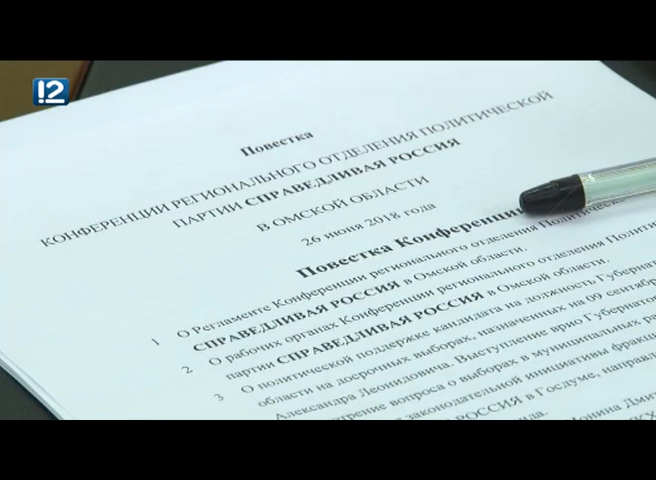 12
Повестка
КОНФЕРЕНЦИИ РЕГИОНАЛЬНОГО ОТДЕЛЕНИЯ ПОЛИТИЧЕСКОЙ
ПАРТИИ СПРАВЕДЛИВАЯ РОССИЯ
В ОМСКОЙ ОБЛАСТИ
26 июня 2018 года
Повестка Конференции
1 О Регламенте Конференции регионального отделения Политической
СПРАВЕДЛИВАЯ РОССИЯ в Омской области.
2 О рабочих органах Конференции регионального отделения
партии СПРАВЕДЛИВАЯ РОССИЯ в Омской области.
3 О политической поддержке кандидата на должность
области на досрочных выборах, назначенных на 09
Александра Леонидовича. Выступление врио
вопроса о выборах в муниципальных
законодательной инициативы
РОССИЯ в Госдуме,